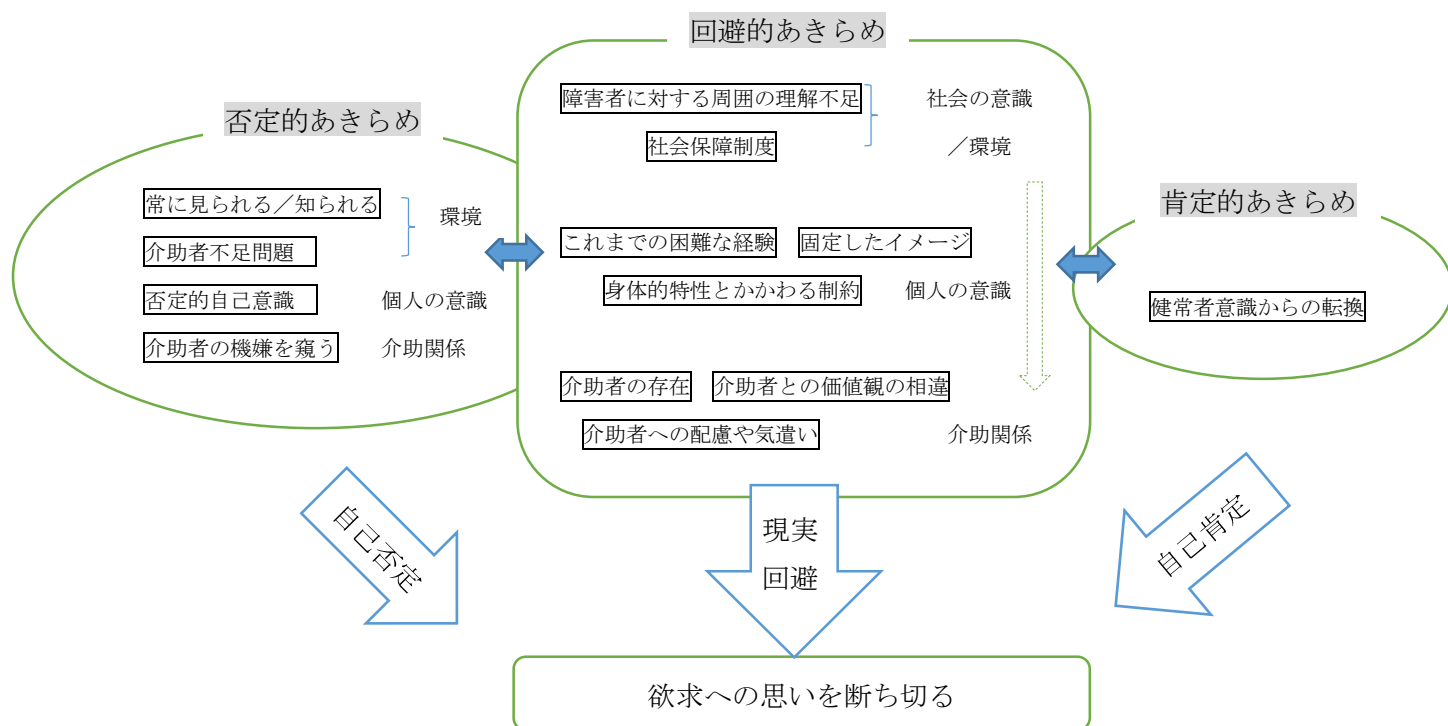 回避的あきらめ
障害者に対する周囲の理解不足
社会の意識
社会保障制度
／環境
否定的あきらめ
常に見られる／知られる
環境
介助者不足問題
否定的自己意識
個人の意識
介助者の機嫌を窺う
介助関係
これまでの困難な経験
固定したイメージ
身体的特性とかかわる制約
個人の意識
介助者の存在
介助者との価値観の相違
介助者への配慮や気遣い
介助関係
肯定的あきらめ
健常者意識からの転換
自己否定
現実
回避
自己肯定
欲求への思いを断ち切る